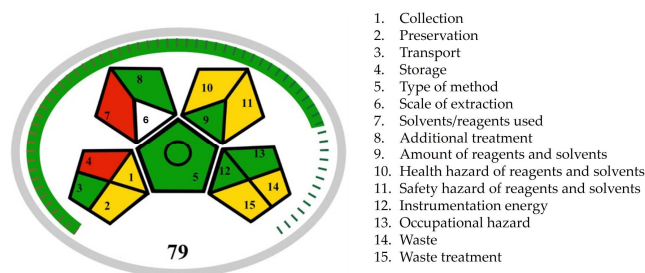 8
10
7
6
9
11
4
1
3
2
5
12
13
14
15
79
1. Collection
2. Preservation
3. Transport
4. Storage
5. Type of method
6. Scale of extraction
7. Solvents/reagents used
8. Additional treatment
9. Amount of reagents and solvents
10. Health hazard of reagents and solvents
11. Safety hazard of reagents and solvents
12. Instrumentation energy
13. Occupational hazard
14. Waste
15. Waste treatment